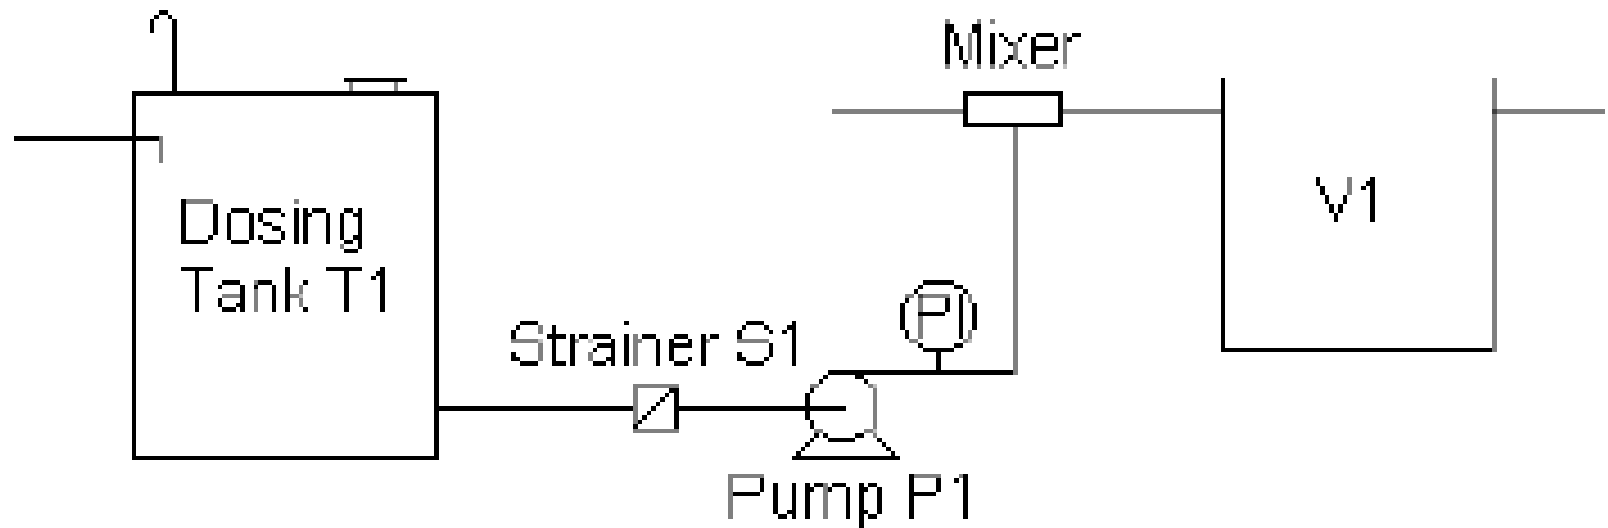 Mixer
Dosing
Tank T1
V1
PI
Strainer S1
Pump P1